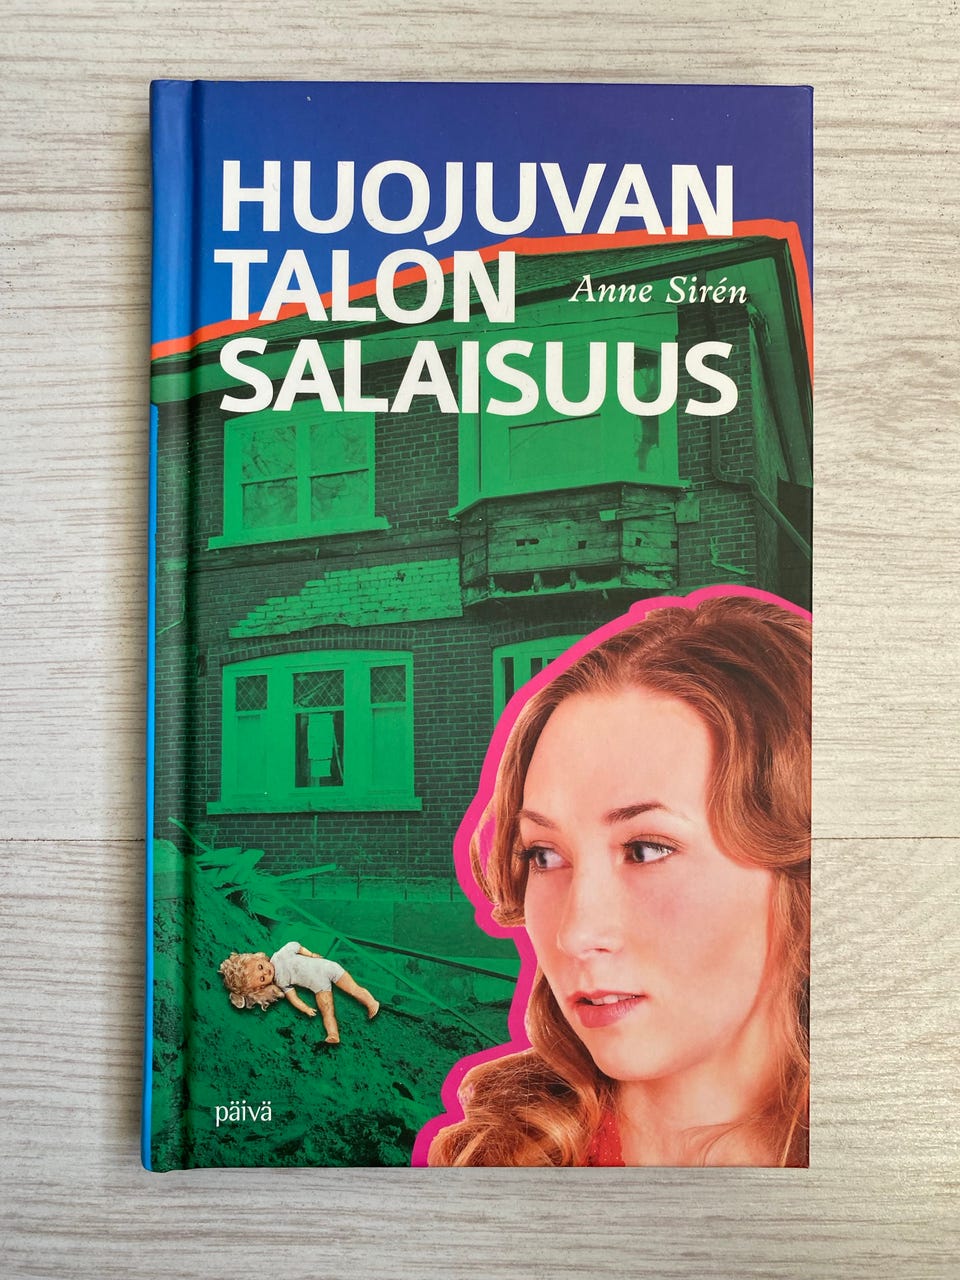 HUOJUVAN
TALON
Anne Sirén
SALAISUUS
päivä